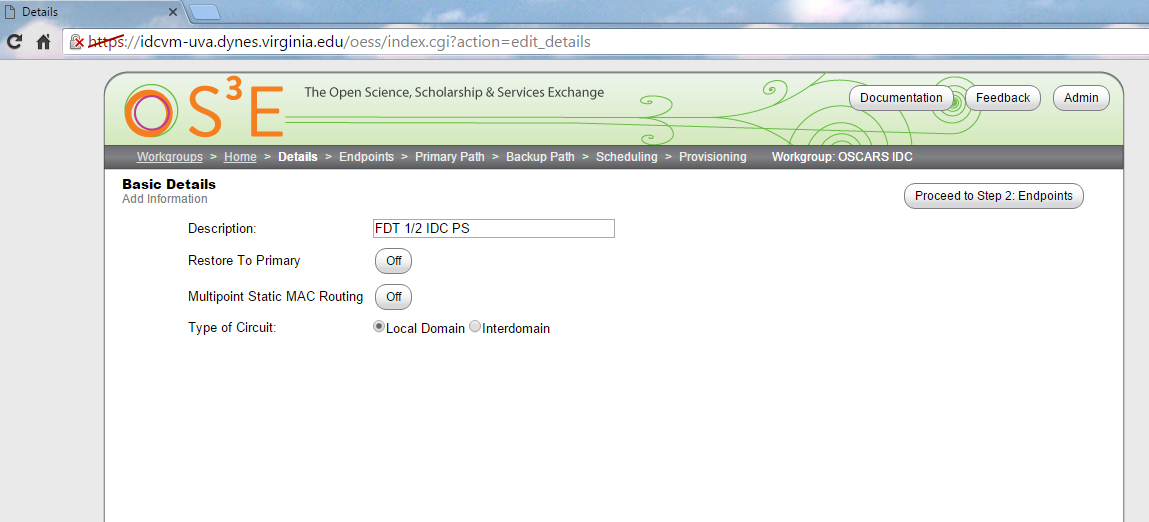 Details
https://idcvm-uva.dynes.virginia.edu/oess/index.cgi?action=edit_details
OS³E
The Open Science, Scholarship & Services Exchange
Documentation Feedback Admin
Workgroups > Home > Details > Endpoints > Primary Path > Backup Path > Scheduling > Provisioning Workgroup: OSCARS IDC
Basic Details
Add Information
Proceed to Step 2: Endpoints
Description: FDT 1/2 IDC PS
Restore To Primary Off
Multipoint Static MAC Routing Off
Type of Circuit: Local Domain Interdomain